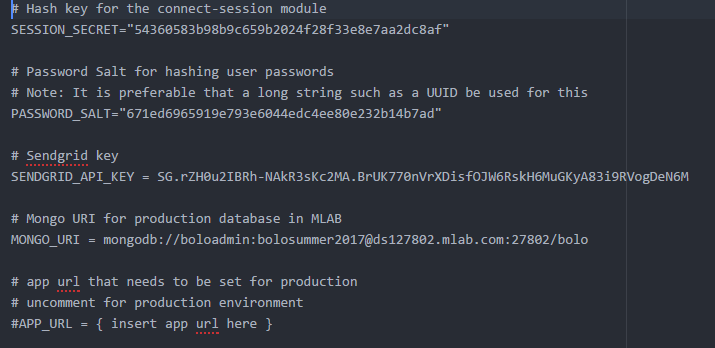 # Hash key for the connect-session module
SESSION_SECRET="54360583b98b9c659b2024f28f33e8e7aa2dc8af"
# Password Salt for hashing user passwords
# Note: It is preferable that a long string such as a UUID be used for this
PASSWORD_SALT="671ed6965919e793e6044edc4ee80e232b14b7ad"
# Sendgrid key
SENDGRID_API_KEY = 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
# Mongo URI for production database in MLAB
MONGO_URI = mongodb://boloadmin:bolosummer2017@ds127802.mlab.com:27802/bolo
# app url that needs to be set for production
# uncomment for production environment
#APP_URL = { insert app url here }